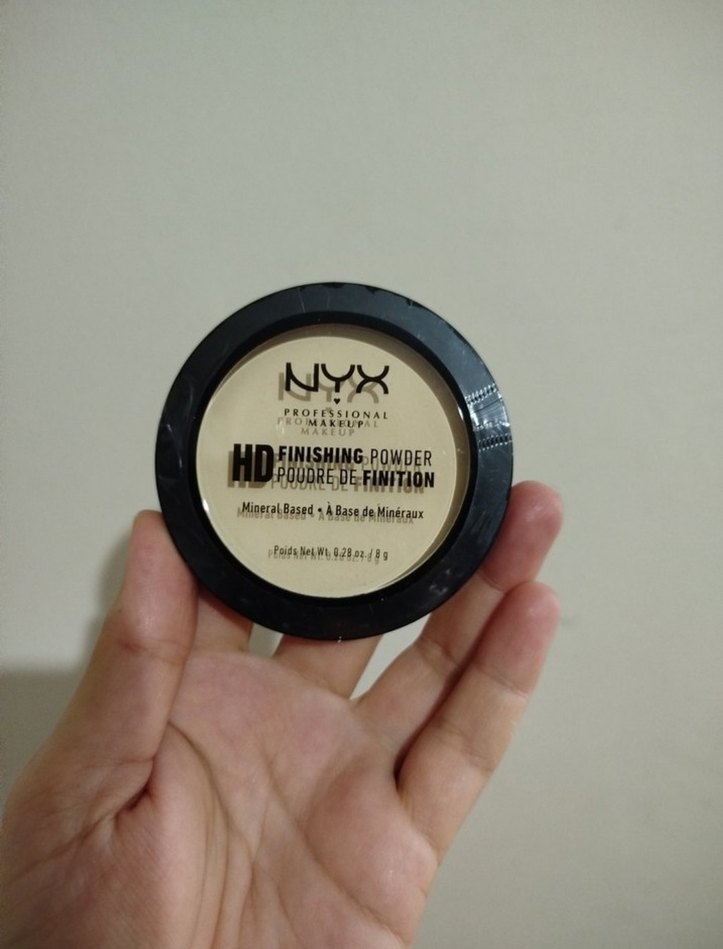 NYX
PROFESSIONAL
MAKEUP
HD FINISHING POWDER
POUDRE DE FINITION
Mineral Based • À Base de Minéraux
Poids Net Wt. 0.28 oz. / 8 g